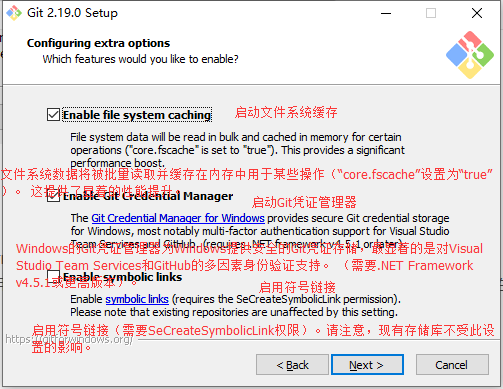 Git 2.19.0 Setup
Configuring extra options
Which features would you like to enable?
Enable file system caching
启动文件系统缓存
File system data will be read in bulk and cached in memory for certain
operations ("core.fscache" is set to "true"). This provides a significant
performance boost.
文件系统数据将被批量读取并缓存在内存中用于某些操作（“core.fscache”设置为“true”
）。 这提供了显著的性能提升。
Enable Git Credential Manager
启动Git凭证管理器
The Git Credential Manager for Windows provides secure Git credential storage
for Windows, most notably multi-factor authentication support for Visual Studio
Team Services and GitHub. (requires .NET framework v4.5.1 or later).
Windows的Git凭证管理器为Windows提供安全的Git凭证存储，最显著的是对Visual
Studio Team Services和GitHub的多因素身份验证支持。 （需要.NET Framework
v4.5.1或更高版本）。
Enable symbolic links
启用符号链接
Enable symbolic links (requires the SeCreateSymbolicLink permission).
Please note that existing repositories are unaffected by this setting.
启用符号链接（需要SeCreateSymbolicLink权限）。请注意，现有存储库不受此设
置的影响。
https://gitforwindows.org/
< Back
Next >
Cancel